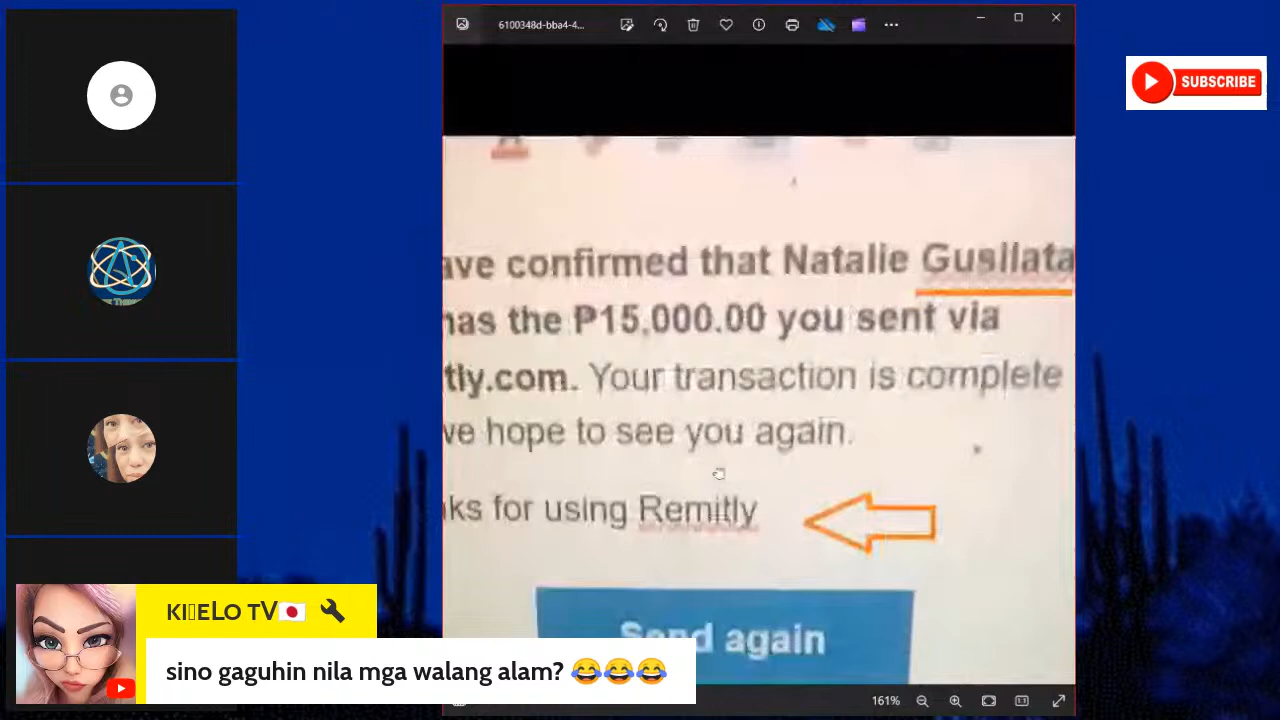 6100348d-bba4-4...
SUBSCRIBE
ave confirmed that Natalie Gusilata
has the ₱15,000.00 you sent via
tly.com. Your transaction is complete
ve hope to see you again.
ks for using Remitly
Send again
KI ELO TV
sino gaguhin nila mga walang alam? 😂😂😂
161%